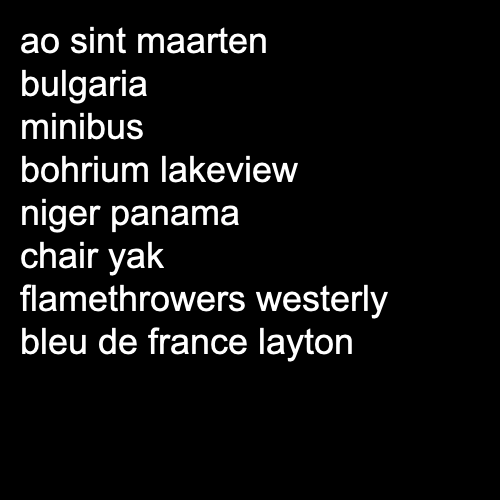 ao sint maarten
bulgaria
minibus
bohrium lakeview
niger panama
chair yak
flamethrowers westerly
bleu de france layton